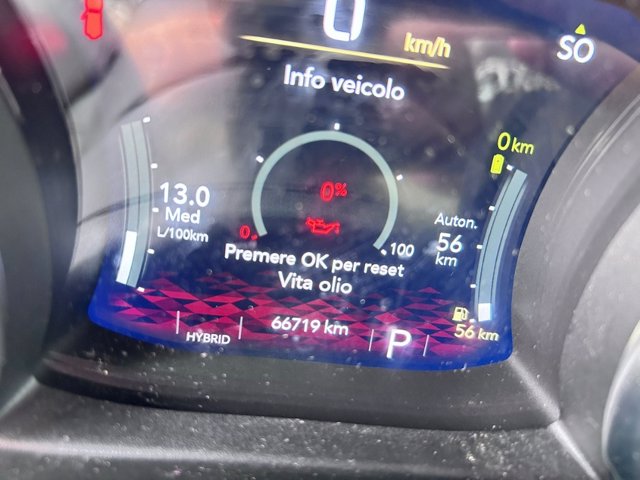 0
km/h
SO
Info veicolo
0 km
13.0
Med
L/100km
0%
0
100
Auton.
56
km
Premere OK per reset
Vita olio
56 km
HYBRID
66719 km
P